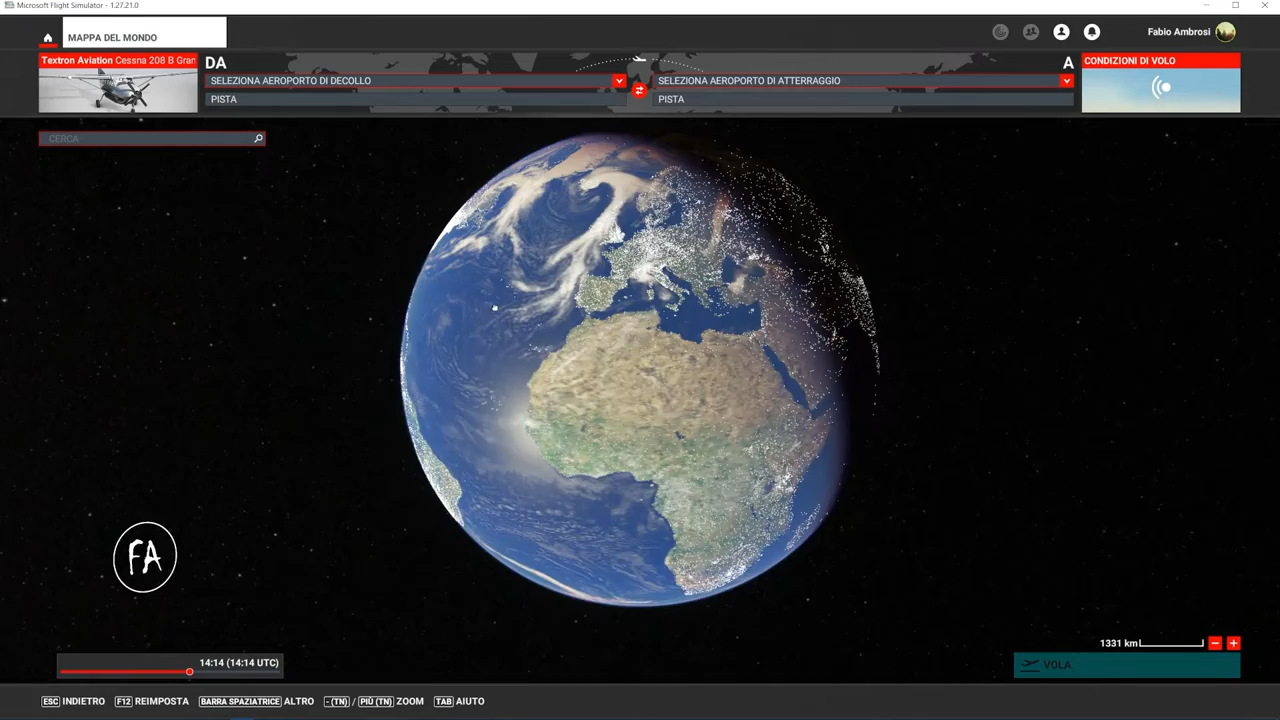 Microsoft Flight Simulator - 1.27.21.0
MAPPA DEL MONDO
Fabio Ambrosi
Textron Aviation Cessna 208 B Gran
DA
SELEZIONA AEROPORTO DI DECOLLO
PISTA
A
SELEZIONA AEROPORTO DI ATTERRAGGIO
PISTA
CONDIZIONI DI VOLO
CERCA
FA
1331 km
14:14 (14:14 UTC)
VOLA
ESC INDIETRO F12 REIMPOSTA BARRA SPAZIATRICE ALTRO - (TN) / PIÙ (TN) ZOOM TAB AIUTO